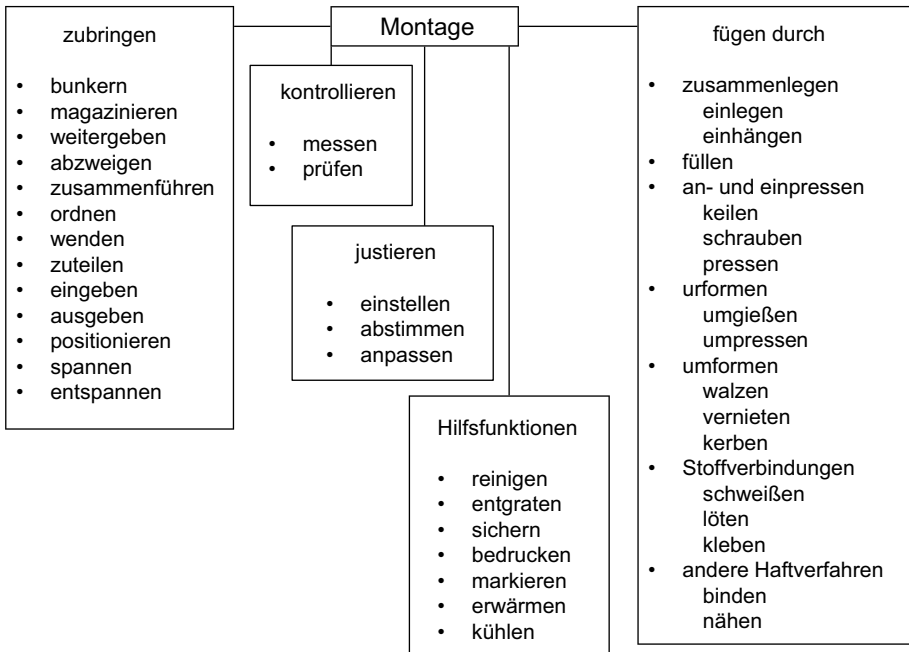 Montage
zubringen
• bunkern
• magazinieren
• weitergeben
• abzweigen
• zusammenführen
• ordnen
• wenden
• zuteilen
• eingeben
• ausgeben
• positionieren
• spannen
• entspannen
kontrollieren
• messen
• prüfen
justieren
• einstellen
• abstimmen
• anpassen
Hilfsfunktionen
• reinigen
• entgraten
• sichern
• bedrucken
• markieren
• erwärmen
• kühlen
fügen durch
• zusammenlegen
einlegen
einhängen
• füllen
• an- und einpressen
keilen
schrauben
pressen
• urformen
umgießen
umpressen
• umformen
walzen
vernieten
kerben
• Stoffverbindungen
schweißen
löten
kleben
• andere Haftverfahren
binden
nähen